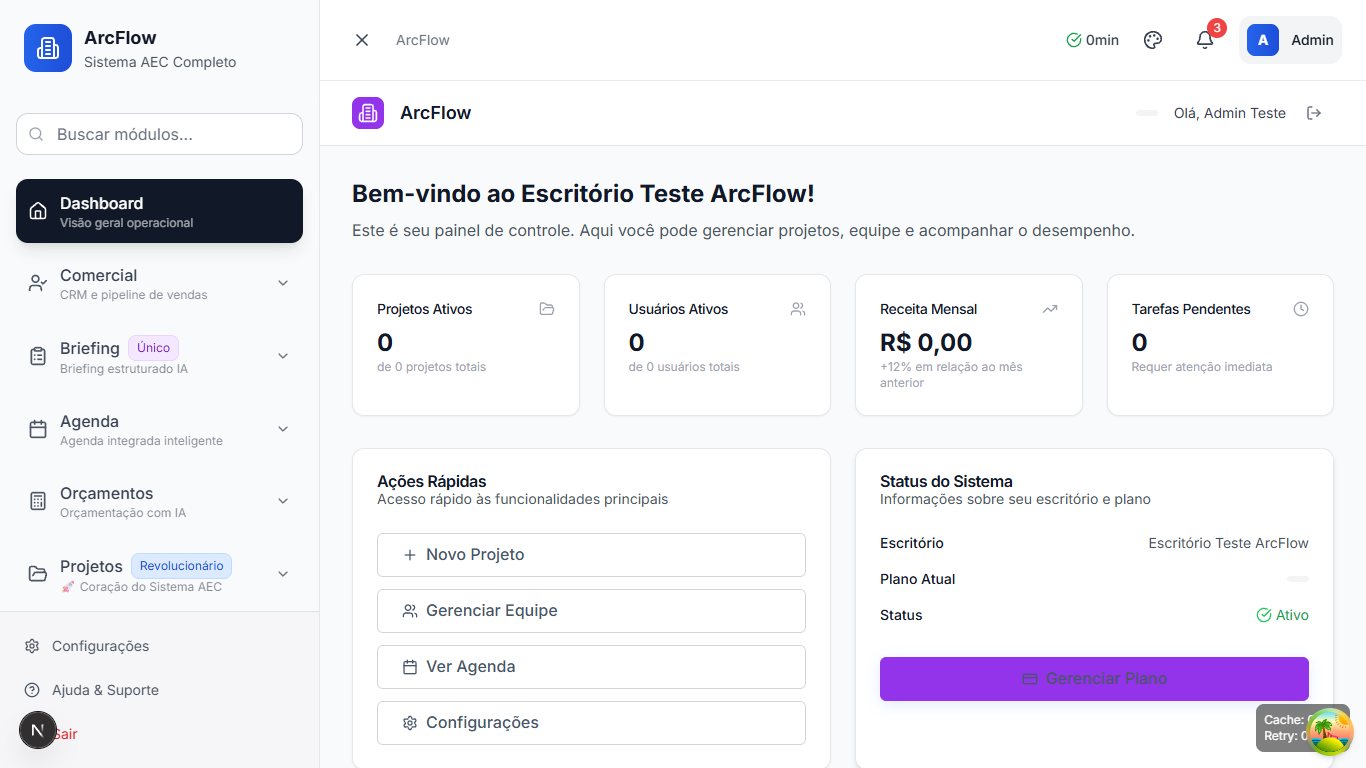 ArcFlow
Sistema AEC Completo
Buscar módulos...
Dashboard
Visão geral operacional
Comercial
CRM e pipeline de vendas
Briefing Único
Briefing estruturado IA
Agenda
Agenda integrada inteligente
Orçamentos
Orçamentação com IA
Projetos Revolucionário
🚀 Coração do Sistema AEC
Configurações
Ajuda & Suporte
N
Sair
ArcFlow
0min
3
A
Admin
ArcFlow
Olá, Admin Teste
Bem-vindo ao Escritório Teste ArcFlow!
Este é seu painel de controle. Aqui você pode gerenciar projetos, equipe e acompanhar o desempenho.
Projetos Ativos
0
de 0 projetos totais
Usuários Ativos
0
de 0 usuários totais
Receita Mensal
R$ 0,00
+12% em relação ao mês
anterior
Tarefas Pendentes
0
Requer atenção imediata
Ações Rápidas
Acesso rápido às funcionalidades principais
Novo Projeto
Gerenciar Equipe
Ver Agenda
Configurações
Status do Sistema
Informações sobre seu escritório e plano
Escritório Escritório Teste ArcFlow
Plano Atual
Status Ativo
Gerenciar Plano
Cache:
Retry: